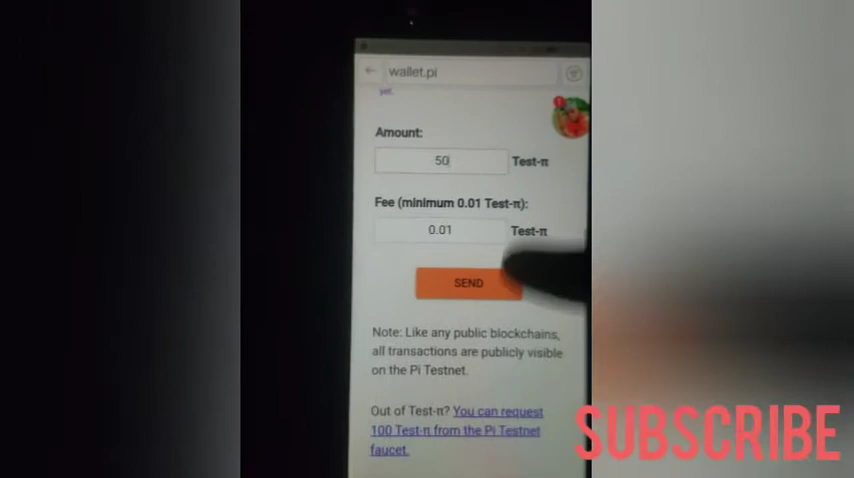 wallet.pi
yet.
Amount:
50 Test-π
Fee (minimum 0.01 Test-π):
0.01 Test-π
SEND
Note: Like any public blockchains,
all transactions are publicly visible
on the Pi Testnet.
Out of Test-π? You can request
100 Test-π from the Pi Testnet
faucet.
SUBSCRIBE